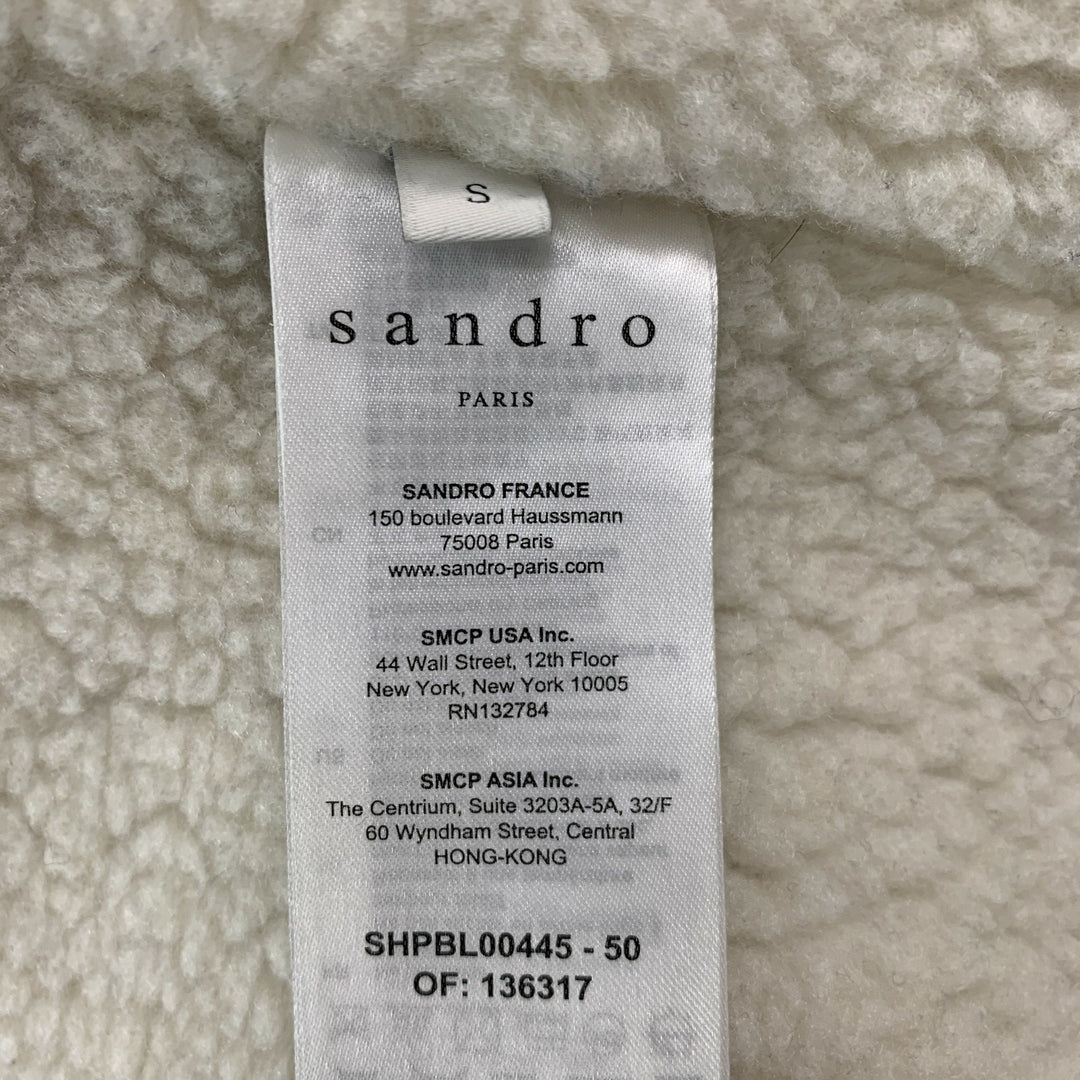 S
sandro
PARIS
SANDRO FRANCE
150 boulevard Haussmann
75008 Paris
www.sandro-paris.com
SMCP USA Inc.
44 Wall Street, 12th Floor
New York, New York 10005
RN132784
SMCP ASIA Inc.
The Centrium, Suite 3203A-5A, 32/F
60 Wyndham Street, Central
HONG-KONG
SHPBL00445 - 50
OF: 136317